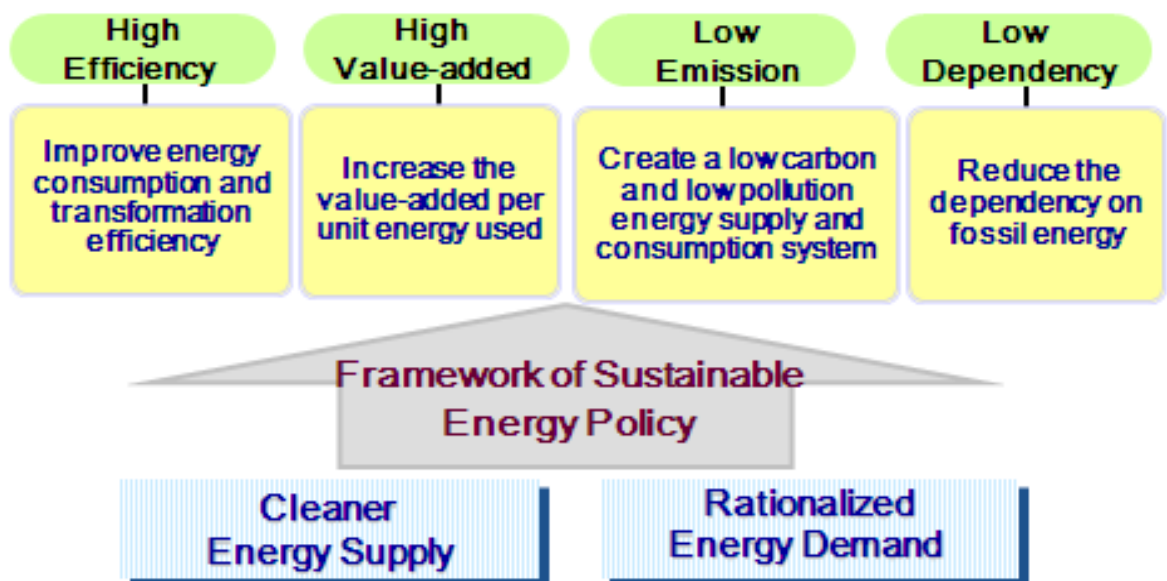 High
Efficiency
High
Value-added
Low
Emission
Low
Dependency
Improve energy
consumption and
transformation
efficiency
Increase the
value-added per
unit energy used
Create a low carbon
and low pollution
energy supply and
consumption system
Reduce the
dependency on
fossil energy
Framework of Sustainable
Energy Policy
Cleaner
Energy Supply
Rationalized
Energy Demand